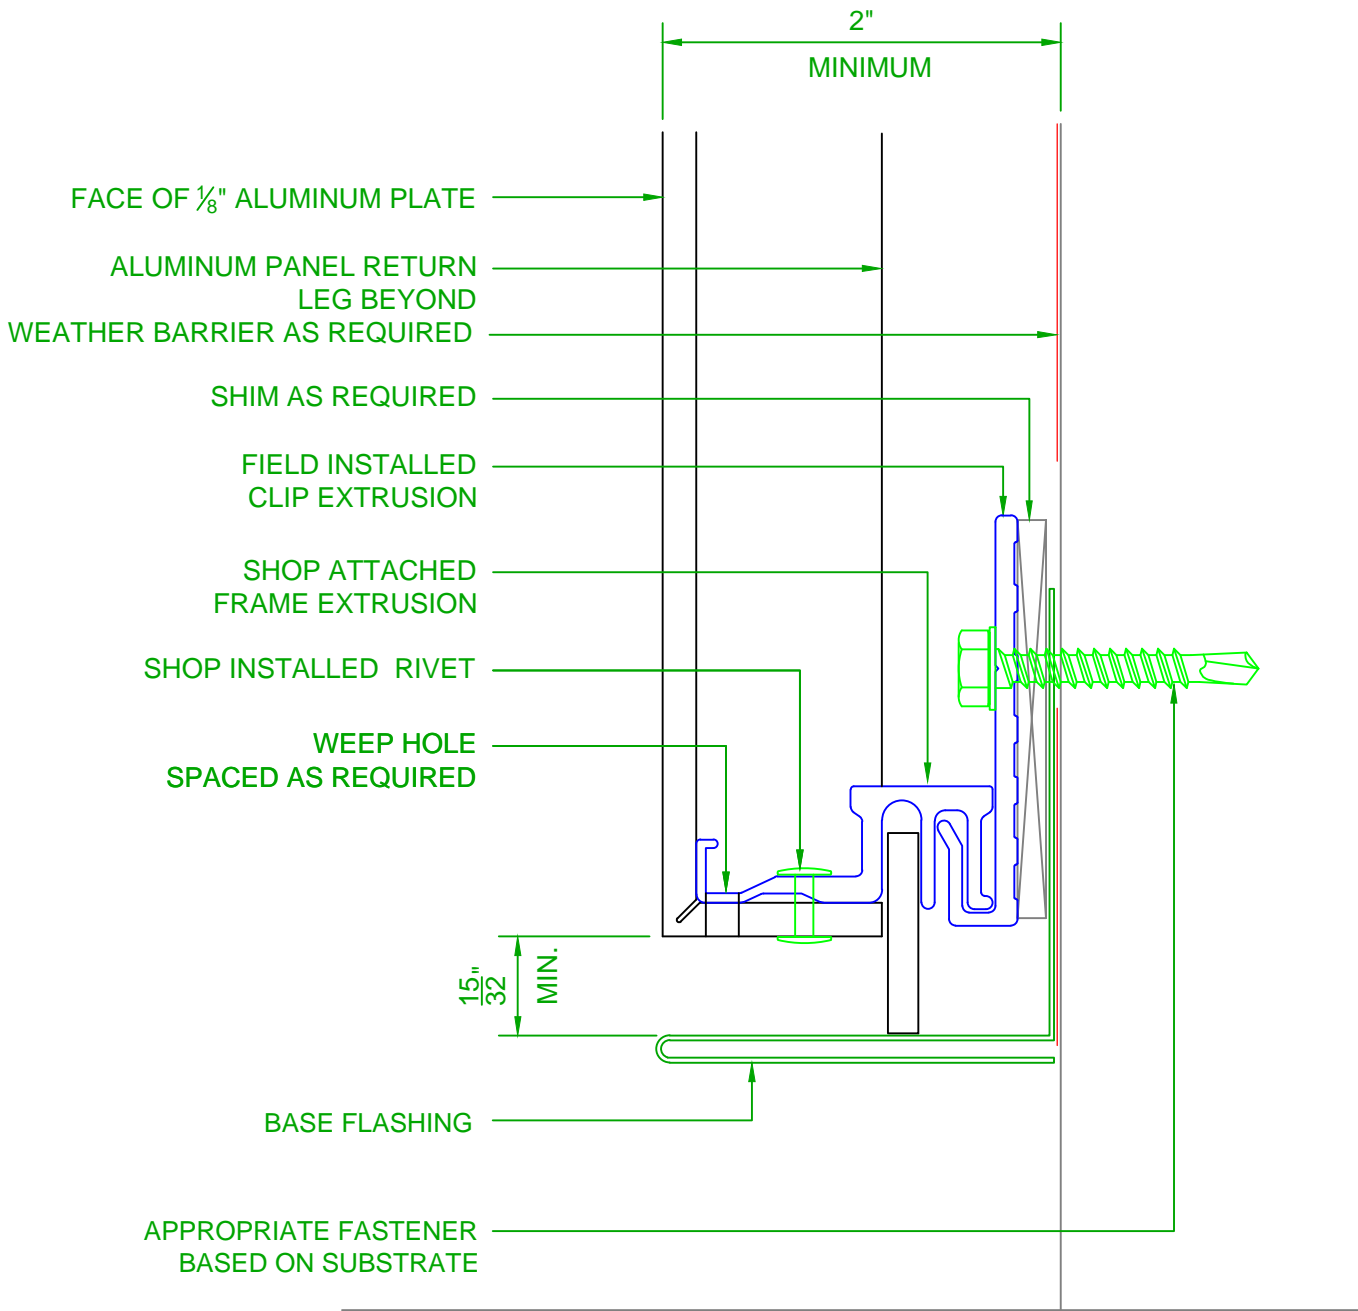 2"
MINIMUM
FACE OF ⅛" ALUMINUM PLATE
ALUMINUM PANEL RETURN
LEG BEYOND
WEATHER BARRIER AS REQUIRED
SHIM AS REQUIRED
FIELD INSTALLED
CLIP EXTRUSION
SHOP ATTACHED
FRAME EXTRUSION
SHOP INSTALLED RIVET
WEEP HOLE
SPACED AS REQUIRED
15/32"
MIN.
BASE FLASHING
APPROPRIATE FASTENER
BASED ON SUBSTRATE